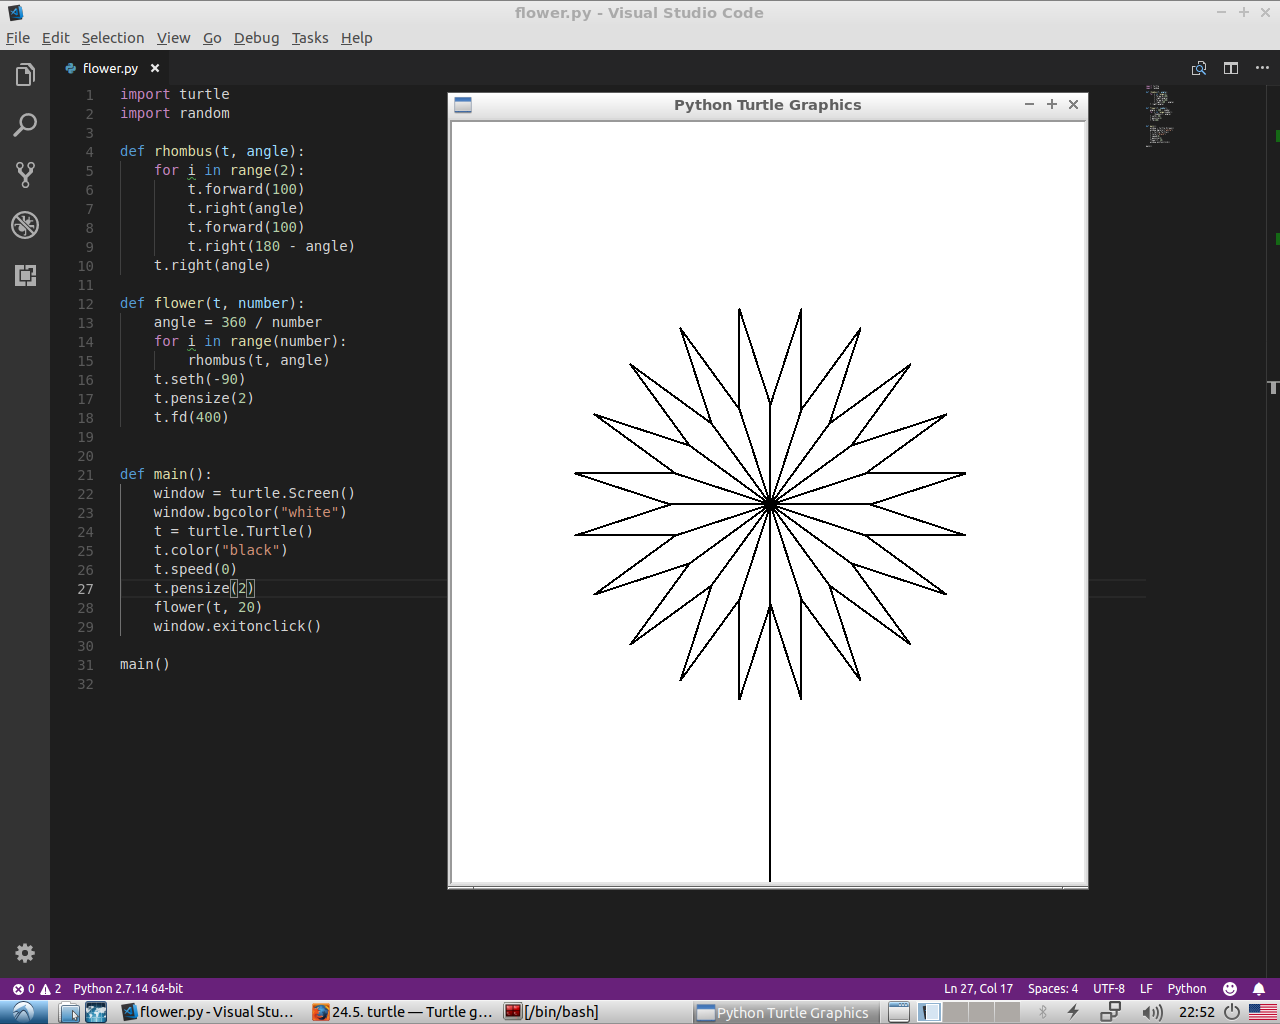 flower.py - Visual Studio Code
File Edit Selection View Go Debug Tasks Help
flower.py
Python Turtle Graphics
1 import turtle
2 import random
3
4 def rhombus(t, angle):
5 for i in range(2):
6 t.forward(100)
7 t.right(angle)
8 t.forward(100)
9 t.right(180 - angle)
10 t.right(angle)
11
12 def flower(t, number):
13 angle = 360 / number
14 for i in range(number):
15 rhombus(t, angle)
16 t.seth(-90)
17 t.pensize(2)
18 t.fd(400)
19
20
21 def main():
22 window = turtle.Screen()
23 window.bgcolor("white")
24 t = turtle.Turtle()
25 t.color("black")
26 t.speed(0)
27 t.pensize(2)
28 flower(t, 20)
29 window.exitonclick()
30
31 main()
32
0 2 Python 2.7.14 64-bit Ln 27, Col 17 Spaces: 4 UTF-8 LF Python
flower.py - Visual Stu... 24.5. turtle — Turtle g... [/bin/bash] Python Turtle Graphics 22:52